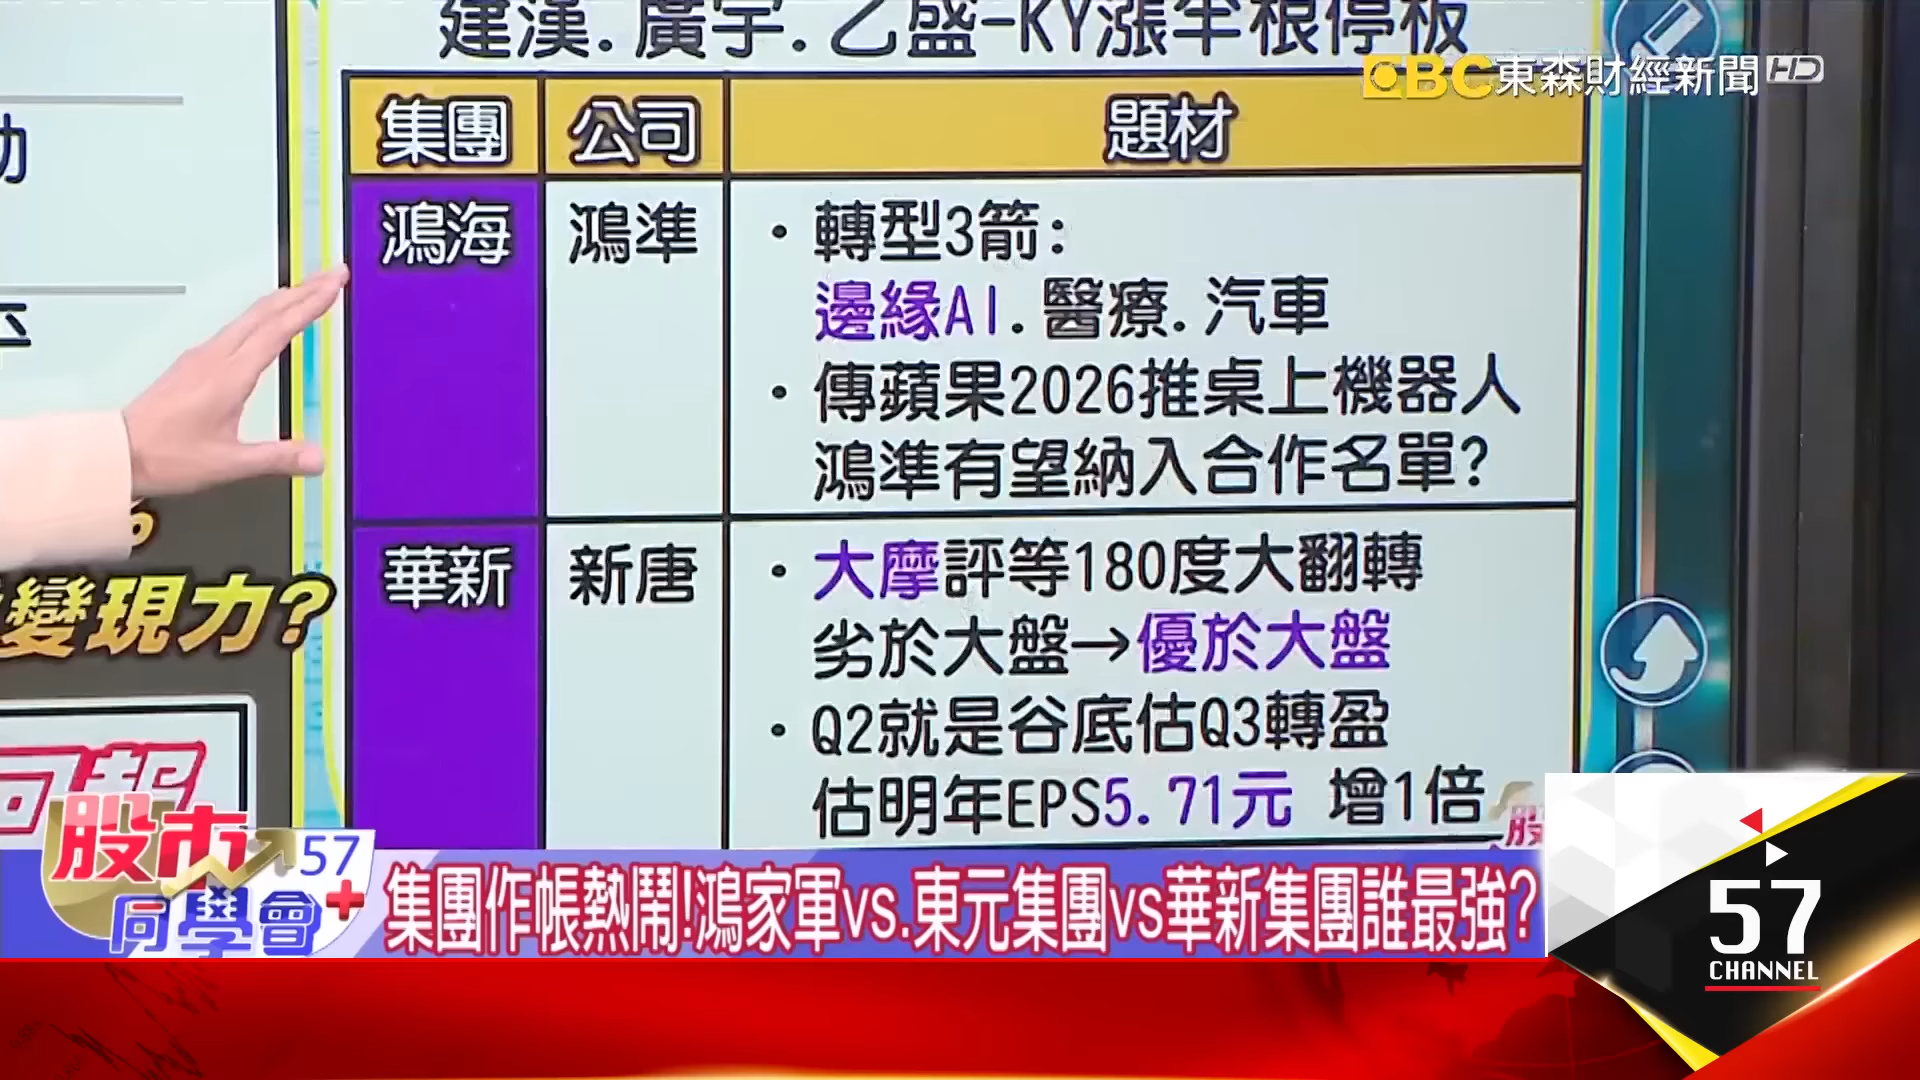 建漢.廣宇.乙盛-KY漲半根停板
EBC東森財經新聞HD
集團 公司 題材
鴻海 鴻準 ・轉型3箭:
邊緣AI.醫療.汽車
・傳蘋果2026推桌上機器人
鴻準有望納入合作名單?
華新 新唐 ・大摩評等180度大翻轉
劣於大盤→優於大盤
・Q2就是谷底估Q3轉盈
估明年EPS5.71元 增1倍
%
變現力?
股市
同學會
57
+
集團作帳熱鬧!鴻家軍vs.東元集團vs華新集團誰最強?
股
57
CHANNEL